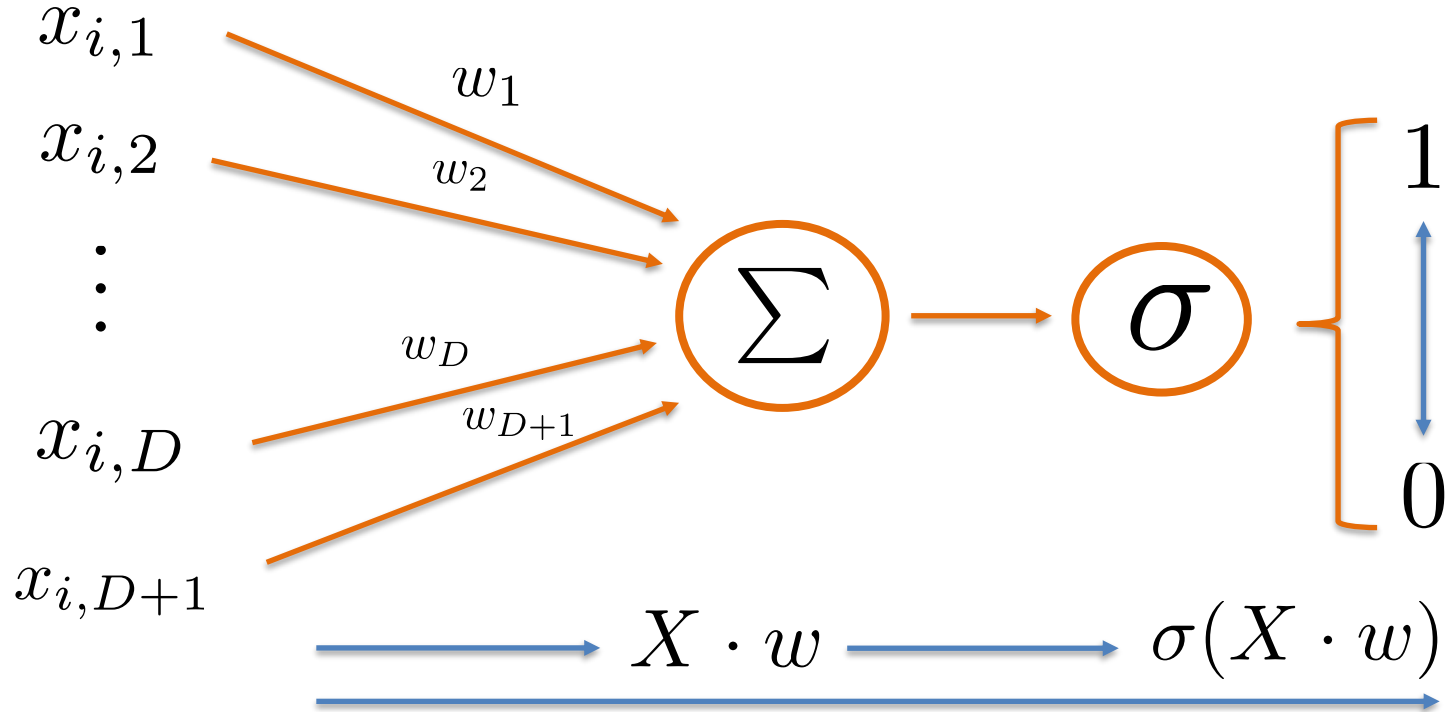 x_{i,1}
w_1
x_{i,2}
w_2
⋮
∑
σ
1
0
w_D
x_{i,D}
w_{D+1}
x_{i,D+1}
X · w
σ(X · w)